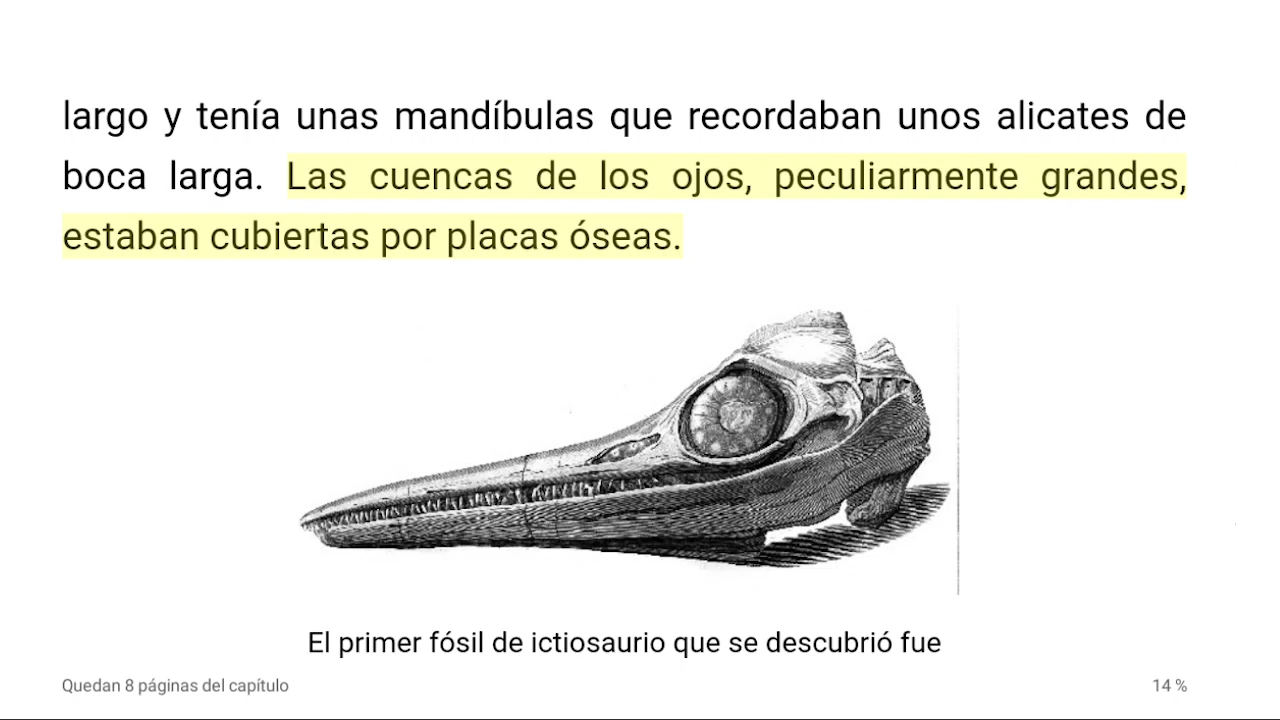 largo y tenía unas mandíbulas que recordaban unos alicates de
boca larga. Las cuencas de los ojos, peculiarmente grandes,
estaban cubiertas por placas óseas.
El primer fósil de ictiosaurio que se descubrió fue
Quedan 8 páginas del capítulo
14 %